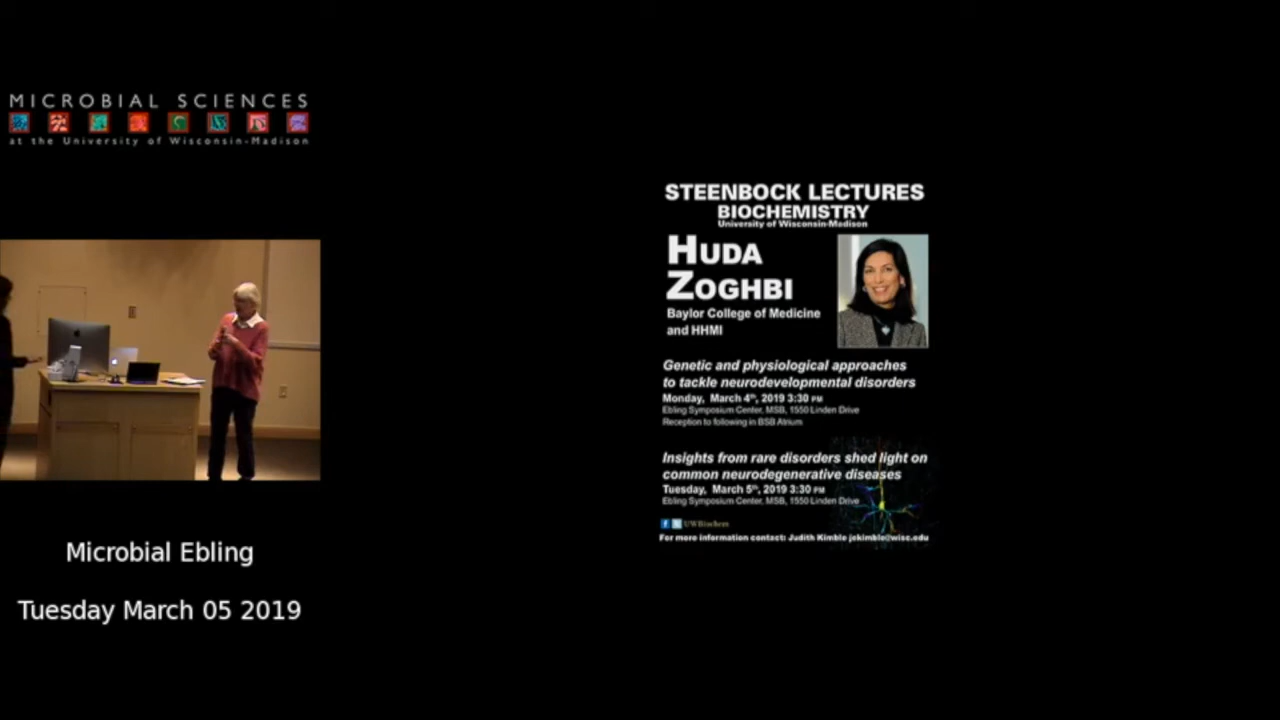 MICROBIAL SCIENCES
at the University of Wisconsin-Madison
Microbial Ebling
Tuesday March 05 2019
STEENBOCK LECTURES
BIOCHEMISTRY
University of Wisconsin-Madison
HUDA
ZOGHBI
Baylor College of Medicine
and HHMI
Genetic and physiological approaches
to tackle neurodevelopmental disorders
Monday, March 4th, 2019 3:30 PM
Ebling Symposium Center, MSB, 1550 Linden Drive
Reception to following in BSB Atrium
Insights from rare disorders shed light on
common neurodegenerative diseases
Tuesday, March 5th, 2019 3:30 PM
Ebling Symposium Center, MSB, 1550 Linden Drive
UWBiochem
For more information contact: Judith Kimble jekimble@wisc.edu